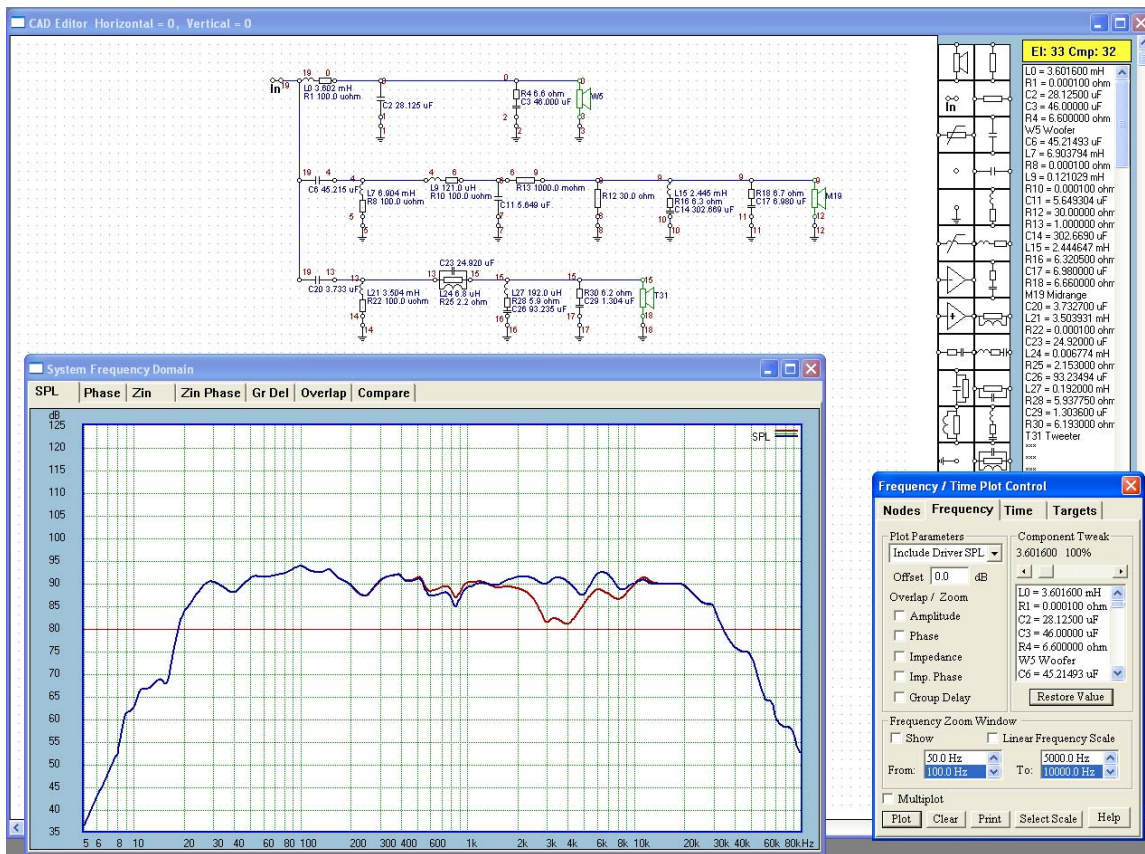 CAD Editor Horizontal = 0, Vertical = 0
El: 33 Cmp: 32
In 19
19 0
L0 3.602 mH
R1 100.0 uohm
C2 28.125 uF
R4 6.6 ohm
C3 46.000 uF
W5
19 4
C6 45.215 uF
L7 6.904 mH
R8 100.0 uohm
L9 121.0 uH
R10 100.0 uohm
C11 5.649 uF
R13 1000.0 mohm
R12 30.0 ohm
L15 2.445 mH
R16 6.3 ohm
C14 302.669 uF
R18 6.7 ohm
C17 6.980 uF
M19
19 13
C20 3.733 uF
L21 3.504 mH
R22 100.0 uohm
C23 24.920 uF
L24 6.8 uH
R25 2.2 ohm
L27 192.0 uH
R28 5.9 ohm
C26 93.235 uF
R30 6.2 ohm
C29 1.304 uF
T31
In
L0 = 3.601600 mH
R1 = 0.000100 ohm
C2 = 28.12500 uF
C3 = 46.00000 uF
R4 = 6.600000 ohm
W5 Woofer
C6 = 45.21493 uF
L7 = 6.903794 mH
R8 = 0.000100 ohm
L9 = 0.121029 mH
R10 = 0.000100 ohm
C11 = 5.649304 uF
R12 = 30.00000 ohm
R13 = 1.000000 ohm
C14 = 302.6690 uF
L15 = 2.444647 mH
R16 = 6.320500 ohm
C17 = 6.980000 uF
R18 = 6.660000 ohm
M19 Midrange
C20 = 3.732700 uF
L21 = 3.503931 mH
R22 = 0.000100 ohm
C23 = 24.92000 uF
L24 = 0.006774 mH
R25 = 2.153000 ohm
C26 = 93.23494 uF
L27 = 0.192000 mH
R28 = 5.937750 ohm
C29 = 1.303600 uF
R30 = 6.193000 ohm
T31 Tweeter
***
***
***
System Frequency Domain
SPL Phase Zin Zin Phase Gr Del Overlap Compare
dB
SPL
125
120
115
110
105
100
95
90
85
80
75
70
65
60
55
50
45
40
35
5 6 8 10 20 30 40 60 80 100 200 300 400 600 1k 2k 3k 4k 6k 8k 10k 20k 30k 40k 60k 80kHz
Frequency / Time Plot Control
Nodes Frequency Time Targets
Plot Parameters
Include Driver SPL
Offset 0.0 dB
Overlap / Zoom
Amplitude
Phase
Impedance
Imp. Phase
Group Delay
Component Tweak
3.601600 100%
L0 = 3.601600 mH
R1 = 0.000100 ohm
C2 = 28.12500 uF
C3 = 46.00000 uF
R4 = 6.600000 ohm
W5 Woofer
C6 = 45.21493 uF
Restore Value
Frequency Zoom Window
Show Linear Frequency Scale
50.0 Hz 5000.0 Hz
From: 100.0 Hz To: 10000.0 Hz
Multiplot
Plot Clear Print Select Scale Help